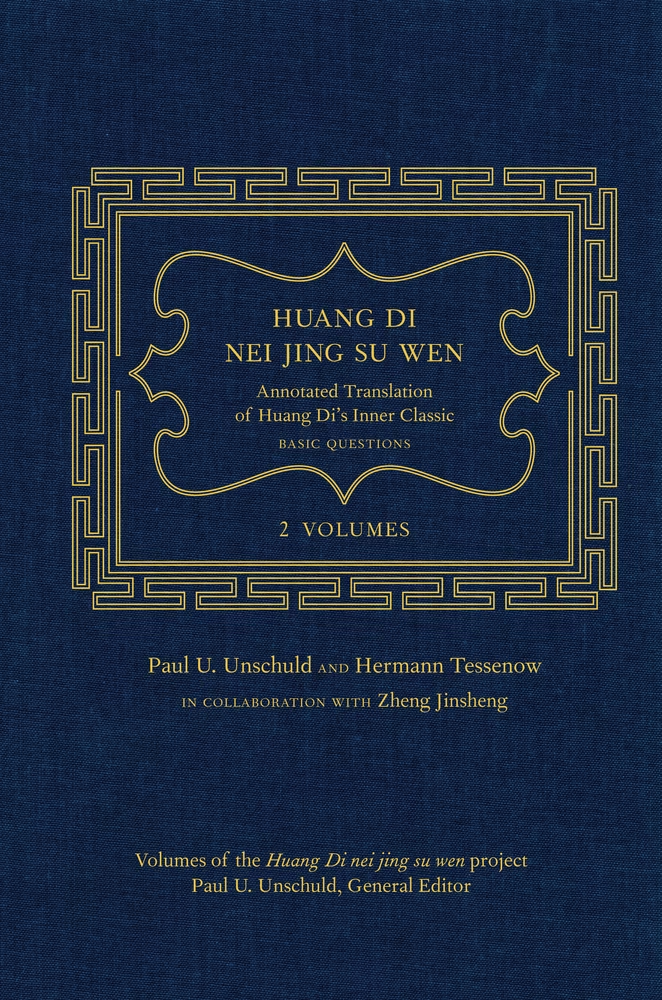 HUANG DI
NEI JING SU WEN
Annotated Translation
of Huang Di’s Inner Classic
BASIC QUESTIONS
2 VOLUMES
Paul U. Unschuld AND Hermann Tessenow
IN COLLABORATION WITH Zheng Jinsheng
Volumes of the Huang Di nei jing su wen project
Paul U. Unschuld, General Editor